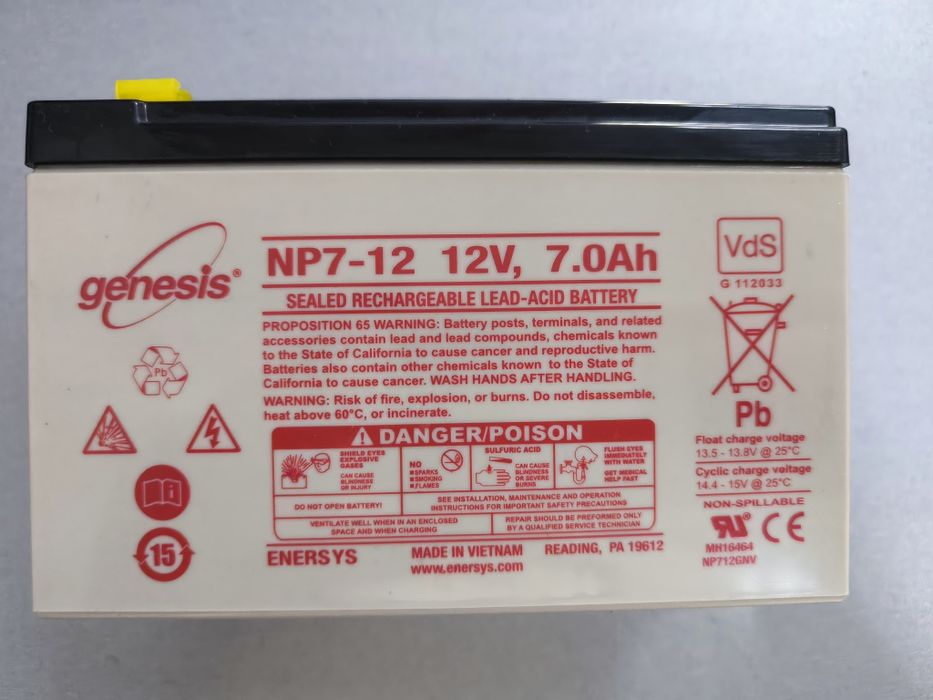 genesis®
NP7-12 12V, 7.0Ah
SEALED RECHARGEABLE LEAD-ACID BATTERY
PROPOSITION 65 WARNING: Battery posts, terminals, and related
accessories contain lead and lead compounds, chemicals known
to the State of California to cause cancer and reproductive harm.
Batteries also contain other chemicals known to the State of
California to cause cancer. WASH HANDS AFTER HANDLING.
WARNING: Risk of fire, explosion, or burns. Do not disassemble,
heat above 60°C, or incinerate.
DANGER/POISON
SHIELD EYES
EXPLOSIVE
GASES
CAN CAUSE
BLINDNESS
OR INJURY
NO
■SPARKS
■SMOKING
■FLAMES
SULFURIC ACID
CAN CAUSE
BLINDNESS
OR SEVERE
BURNS
FLUSH EYES
IMMEDIATELY
WITH WATER
GET MEDICAL
HELP FAST
DO NOT OPEN BATTERY!
SEE INSTALLATION, MAINTENANCE AND OPERATION
INSTRUCTIONS FOR IMPORTANT SAFETY PRECAUTIONS
VENTILATE WELL WHEN IN AN ENCLOSED
SPACE AND WHEN CHARGING
REPAIR SHOULD BE PREFORMED ONLY
BY A QUALIFIED SERVICE TECHNICIAN
ENERSYS
MADE IN VIETNAM
READING, PA 19612
www.enersys.com
Pb
15
VdS
G 112033
Pb
Float charge voltage
13.5 - 13.8V @ 25°C
Cyclic charge voltage
14.4 - 15V @ 25°C
NON-SPILLABLE
RU® CE
MH16464
NP712GNV